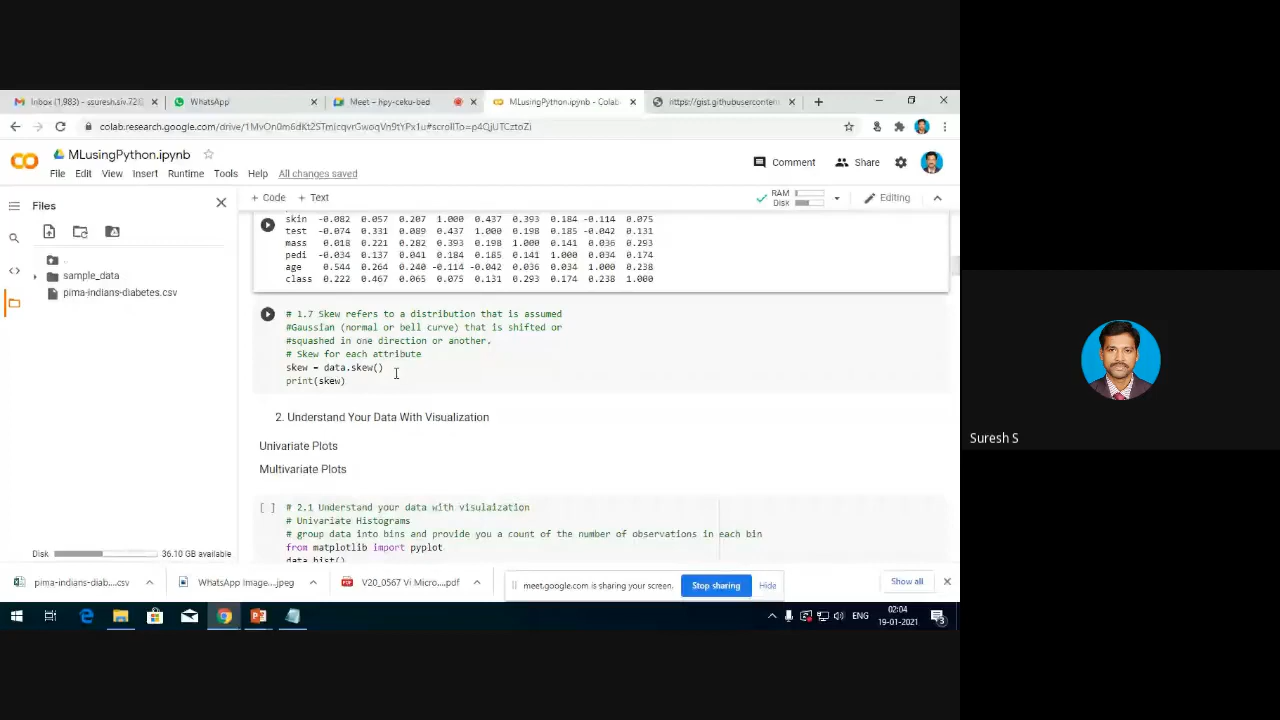 Inbox (1,983) - ssuresh.siv.72
WhatsApp
Meet – hpy-ceku-bed
MLusingPython.ipynb - Colab
https://gist.githubusercontent
MLusingPython.ipynb
File Edit View Insert Runtime Tools Help All changes saved
Comment
Share
+ Code + Text
RAM
Disk
Editing
Files
..
sample_data
pima-indians-diabetes.csv
Disk
36.10 GB available
skin -0.082 0.057 0.207 1.000 0.437 0.393 0.184 -0.114 0.075
test -0.074 0.331 0.089 0.437 1.000 0.198 0.185 -0.042 0.131
mass 0.018 0.221 0.282 0.393 0.198 1.000 0.141 0.036 0.293
pedi -0.034 0.137 0.041 0.184 0.185 0.141 1.000 0.034 0.174
age 0.544 0.264 0.240 -0.114 -0.042 0.036 0.034 1.000 0.238
class 0.222 0.467 0.065 0.075 0.131 0.293 0.174 0.238 1.000
# 1.7 Skew refers to a distribution that is assumed
#Gaussian (normal or bell curve) that is shifted or
#squashed in one direction or another.
# Skew for each attribute
skew = data.skew()
print(skew)
2. Understand Your Data With Visualization
Univariate Plots
Multivariate Plots
[ ]
# 2.1 Understand your data with visulaization
# Univariate Histograms
# group data into bins and provide you a count of the number of observations in each bin
from matplotlib import pyplot
data.hist()
pima-indians-diab....csv
WhatsApp Image....jpeg
V20_0567 Vi Micro....pdf
meet.google.com is sharing your screen.
Stop sharing
Hide
Show all
ENG
02:04
19-01-2021
3
Suresh S